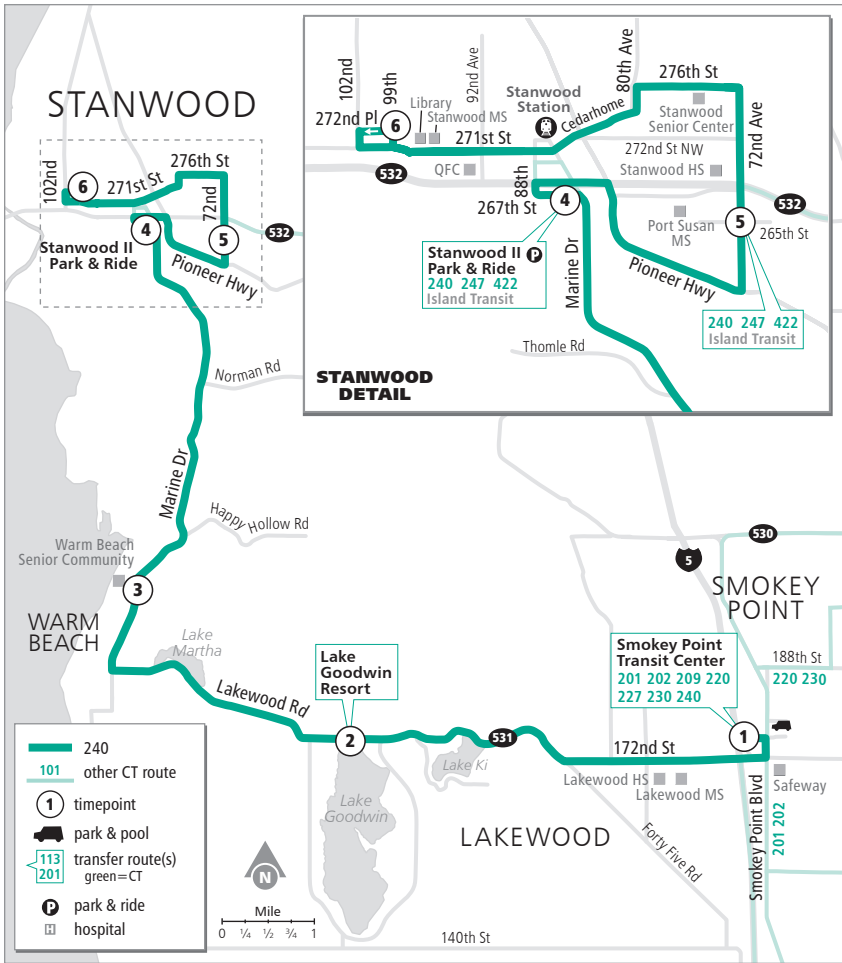 STANWOOD
102nd
6
271st St
276th St
72nd
4
5
532
Stanwood II
Park & Ride
Pioneer Hwy
102nd
99th
92nd Ave
80th Ave
276th St
Library
Stanwood MS
Stanwood
Station
Cedarhome
Stanwood
Senior Center
72nd Ave
272nd Pl
6
271st St
272nd St NW
532
QFC
Stanwood HS
88th
267th St
4
532
Port Susan
MS
5
265th St
Stanwood II P
Park & Ride
240 247 422
Island Transit
Marine Dr
Pioneer Hwy
240 247 422
Island Transit
Thomle Rd
STANWOOD
DETAIL
Norman Rd
Marine Dr
Happy Hollow Rd
Warm Beach
Senior Community
3
WARM
BEACH
Lake
Martha
Lakewood Rd
Lake
Goodwin
Resort
2
Lake
Goodwin
Lake Ki
531
172nd St
530
5
SMOKEY
POINT
Smokey Point
Transit Center
201 202 209 220
227 230 240
188th St
220 230
1
Lakewood HS
Lakewood MS
Safeway
Smokey Point Blvd
201 202
LAKEWOOD
Forty Five Rd
140th St
240
101
other CT route
1
timepoint
park & pool
113
201
transfer route(s)
green=CT
P
park & ride
H
hospital
N
Mile
0 ¼ ½ ¾ 1